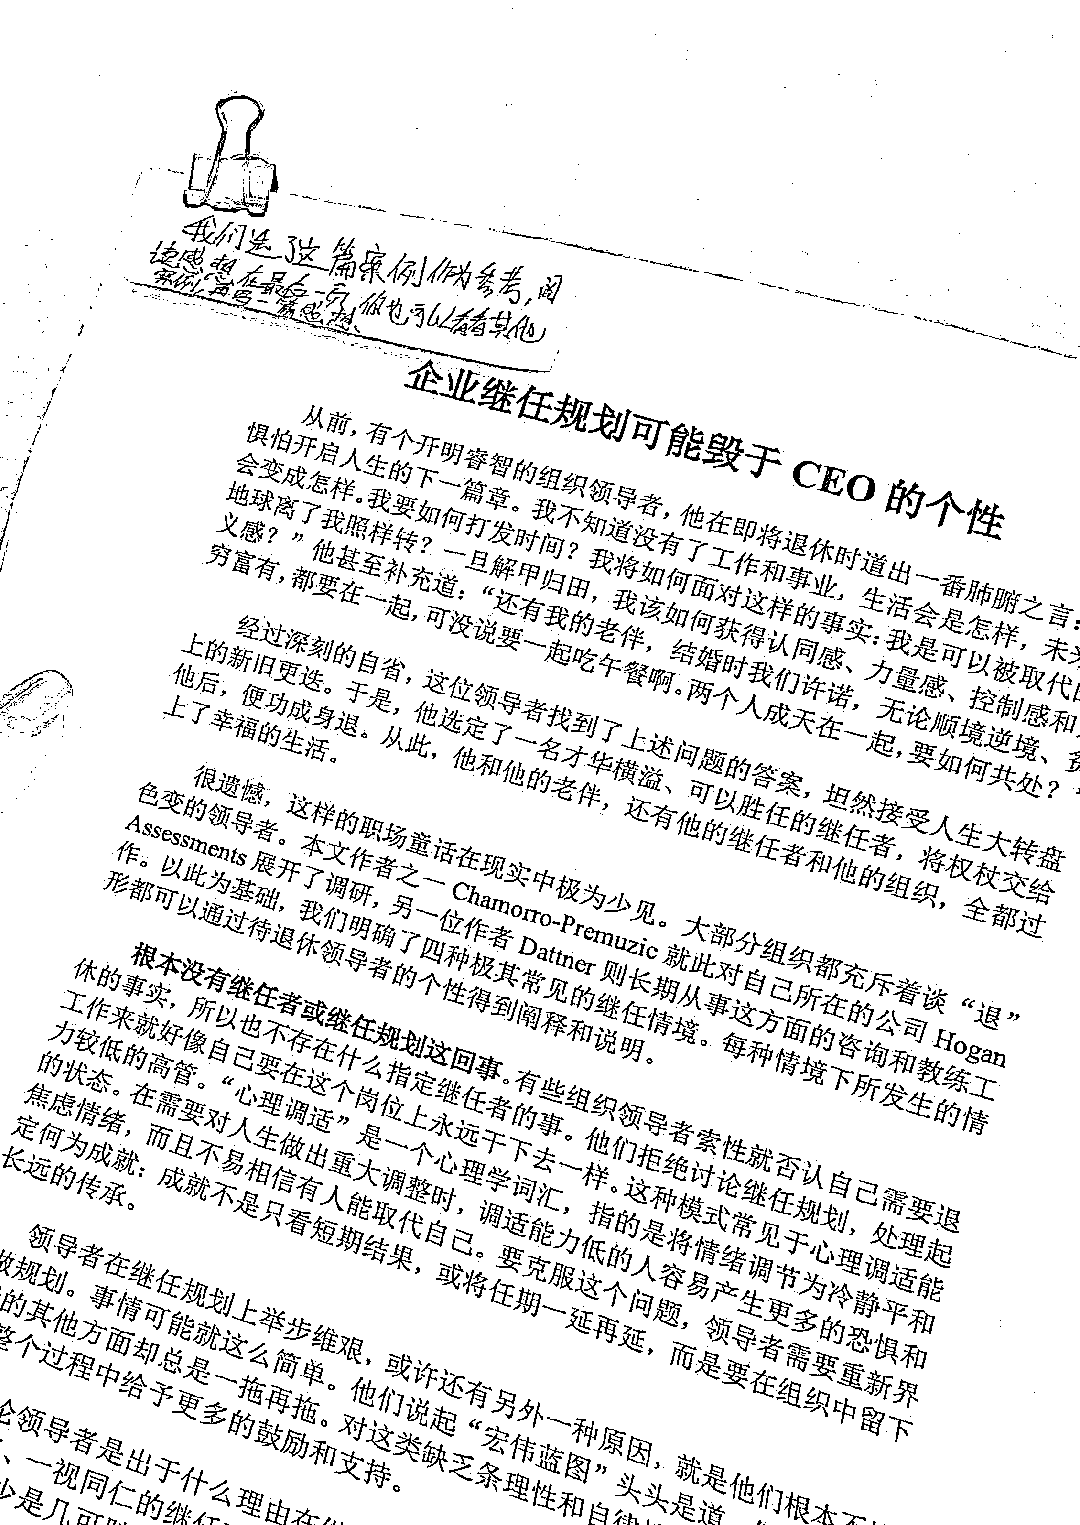 我们选了这篇案例作为参考,阅
读感想在最后一页,你也可以看看其他
案例,写一篇感想.
企业继任规划可能毁于 CEO 的个性
从前，有个开明睿智的组织领导者，他在即将退休时道出一番肺腑之言：
惧怕开启人生的下一篇章。我不知道没有了工作和事业，生活会是怎样，未来
会变成怎样。我要如何打发时间？我将如何面对这样的事实：我是可以被取代的
地球离了我照样转？一旦解甲归田，我该如何获得认同感、力量感、控制感和
义感？”他甚至补充道：“还有我的老伴，结婚时我们许诺，无论顺境逆境、贫
穷富有，都要在一起，可没说要一起吃午餐啊。两个人成天在一起，要如何共处？
经过深刻的自省，这位领导者找到了上述问题的答案，坦然接受人生大转盘
上的新旧更迭。于是，他选定了一名才华横溢、可以胜任的继任者，将权杖交给
他后，便功成身退。从此，他和他的老伴，还有他的继任者和他的组织，全都过
上了幸福的生活。
很遗憾，这样的职场童话在现实中极为少见。大部分组织都充斥着谈“退”
色变的领导者。本文作者之一 Chamorro-Premuzic 就此对自己所在的公司 Hogan
Assessments 展开了调研，另一位作者 Dattner 则长期从事这方面的咨询和教练工
作。以此为基础，我们明确了四种极其常见的继任情境。每种情境下所发生的情
形都可以通过待退休领导者的个性得到阐释和说明。
根本没有继任者或继任规划这回事。有些组织领导者索性就否认自己需要退
休的事实，所以也不存在什么指定继任者的事。他们拒绝讨论继任规划，处理起
工作来就好像自己要在这个岗位上永远干下去一样。这种模式常见于心理调适能
力较低的高管。“心理调适”是一个心理学词汇，指的是将情绪调节为冷静平和
的状态。在需要对人生做出重大调整时，调适能力低的人容易产生更多的恐惧和
焦虑情绪，而且不易相信有人能取代自己。要克服这个问题，领导者需要重新界
定何为成就：成就不是只看短期结果，或将任期一延再延，而是要在组织中留下
长远的传承。
领导者在继任规划上举步维艰，或许还有另外一种原因，就是他们根本不
做规划。事情可能就这么简单。他们说起“宏伟蓝图”头头是道，
的其他方面却总是一拖再拖。对这类缺乏条理性和自律
整个过程中给予更多的鼓励和支持。
论领导者是出于什么理由在
、一视同仁的继任
少是几可